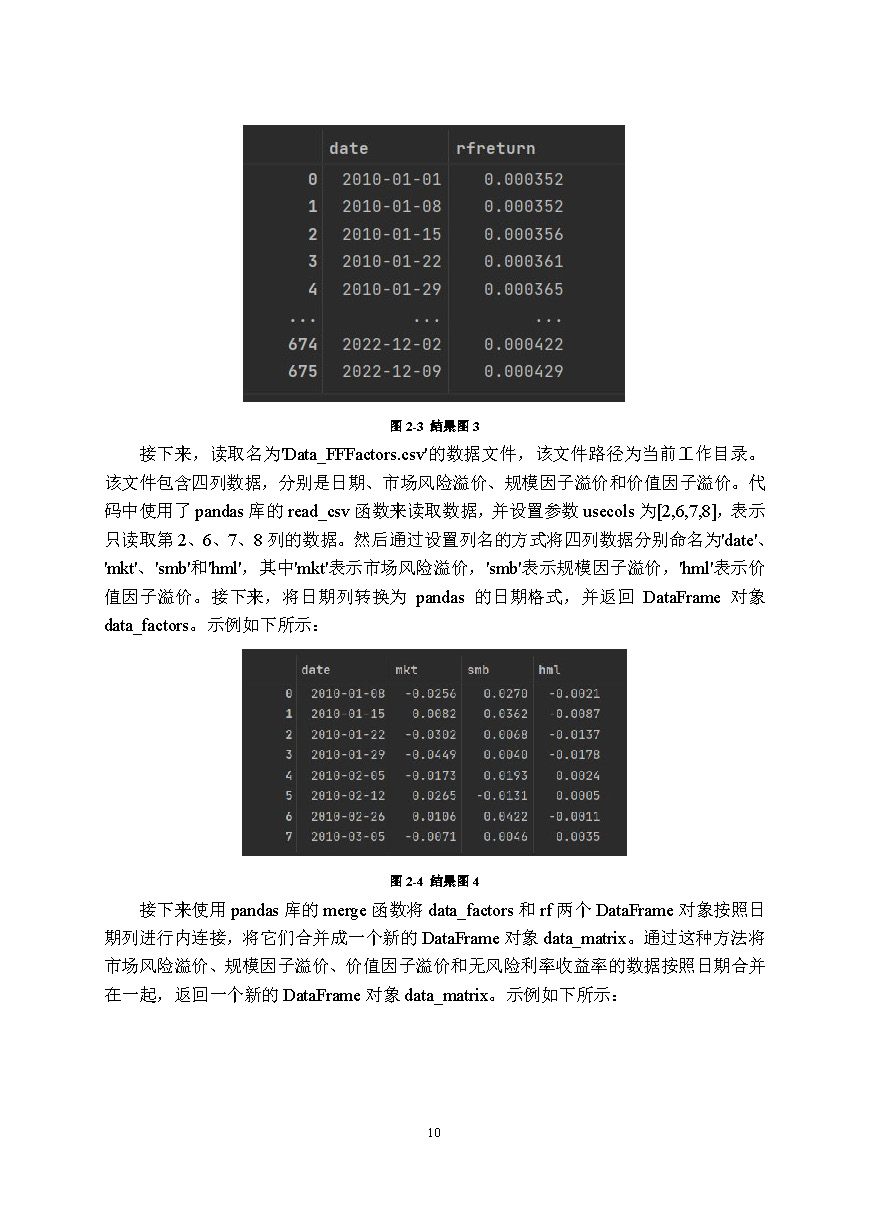 date rfreturn
0 2010-01-01 0.000352
1 2010-01-08 0.000352
2 2010-01-15 0.000356
3 2010-01-22 0.000361
4 2010-01-29 0.000365
... ... ...
674 2022-12-02 0.000422
675 2022-12-09 0.000429
图 2-3 结果图 3
接下来，读取名为'Data_FFFactors.csv'的数据文件，该文件路径为当前工作目录。
该文件包含四列数据，分别是日期、市场风险溢价、规模因子溢价和价值因子溢价。代
码中使用了 pandas 库的 read_csv 函数来读取数据，并设置参数 usecols 为[2,6,7,8]，表示
只读取第 2、6、7、8 列的数据。然后通过设置列名的方式将四列数据分别命名为'date'、
'mkt'、'smb'和'hml'，其中'mkt'表示市场风险溢价，'smb'表示规模因子溢价，'hml'表示价
值因子溢价。接下来，将日期列转换为 pandas 的日期格式，并返回 DataFrame 对象
data_factors。示例如下所示：
date mkt smb hml
0 2010-01-08 -0.0256 0.0270 -0.0021
1 2010-01-15 0.0082 0.0362 -0.0087
2 2010-01-22 -0.0302 0.0068 -0.0137
3 2010-01-29 -0.0449 0.0040 -0.0178
4 2010-02-05 -0.0173 0.0193 0.0024
5 2010-02-12 0.0265 -0.0131 0.0005
6 2010-02-26 0.0106 0.0422 -0.0011
7 2010-03-05 -0.0071 0.0046 0.0035
图 2-4 结果图 4
接下来使用 pandas 库的 merge 函数将 data_factors 和 rf 两个 DataFrame 对象按照日
期列进行内连接，将它们合并成一个新的 DataFrame 对象 data_matrix。通过这种方法将
市场风险溢价、规模因子溢价、价值因子溢价和无风险利率收益率的数据按照日期合并
在一起，返回一个新的 DataFrame 对象 data_matrix。示例如下所示：
10